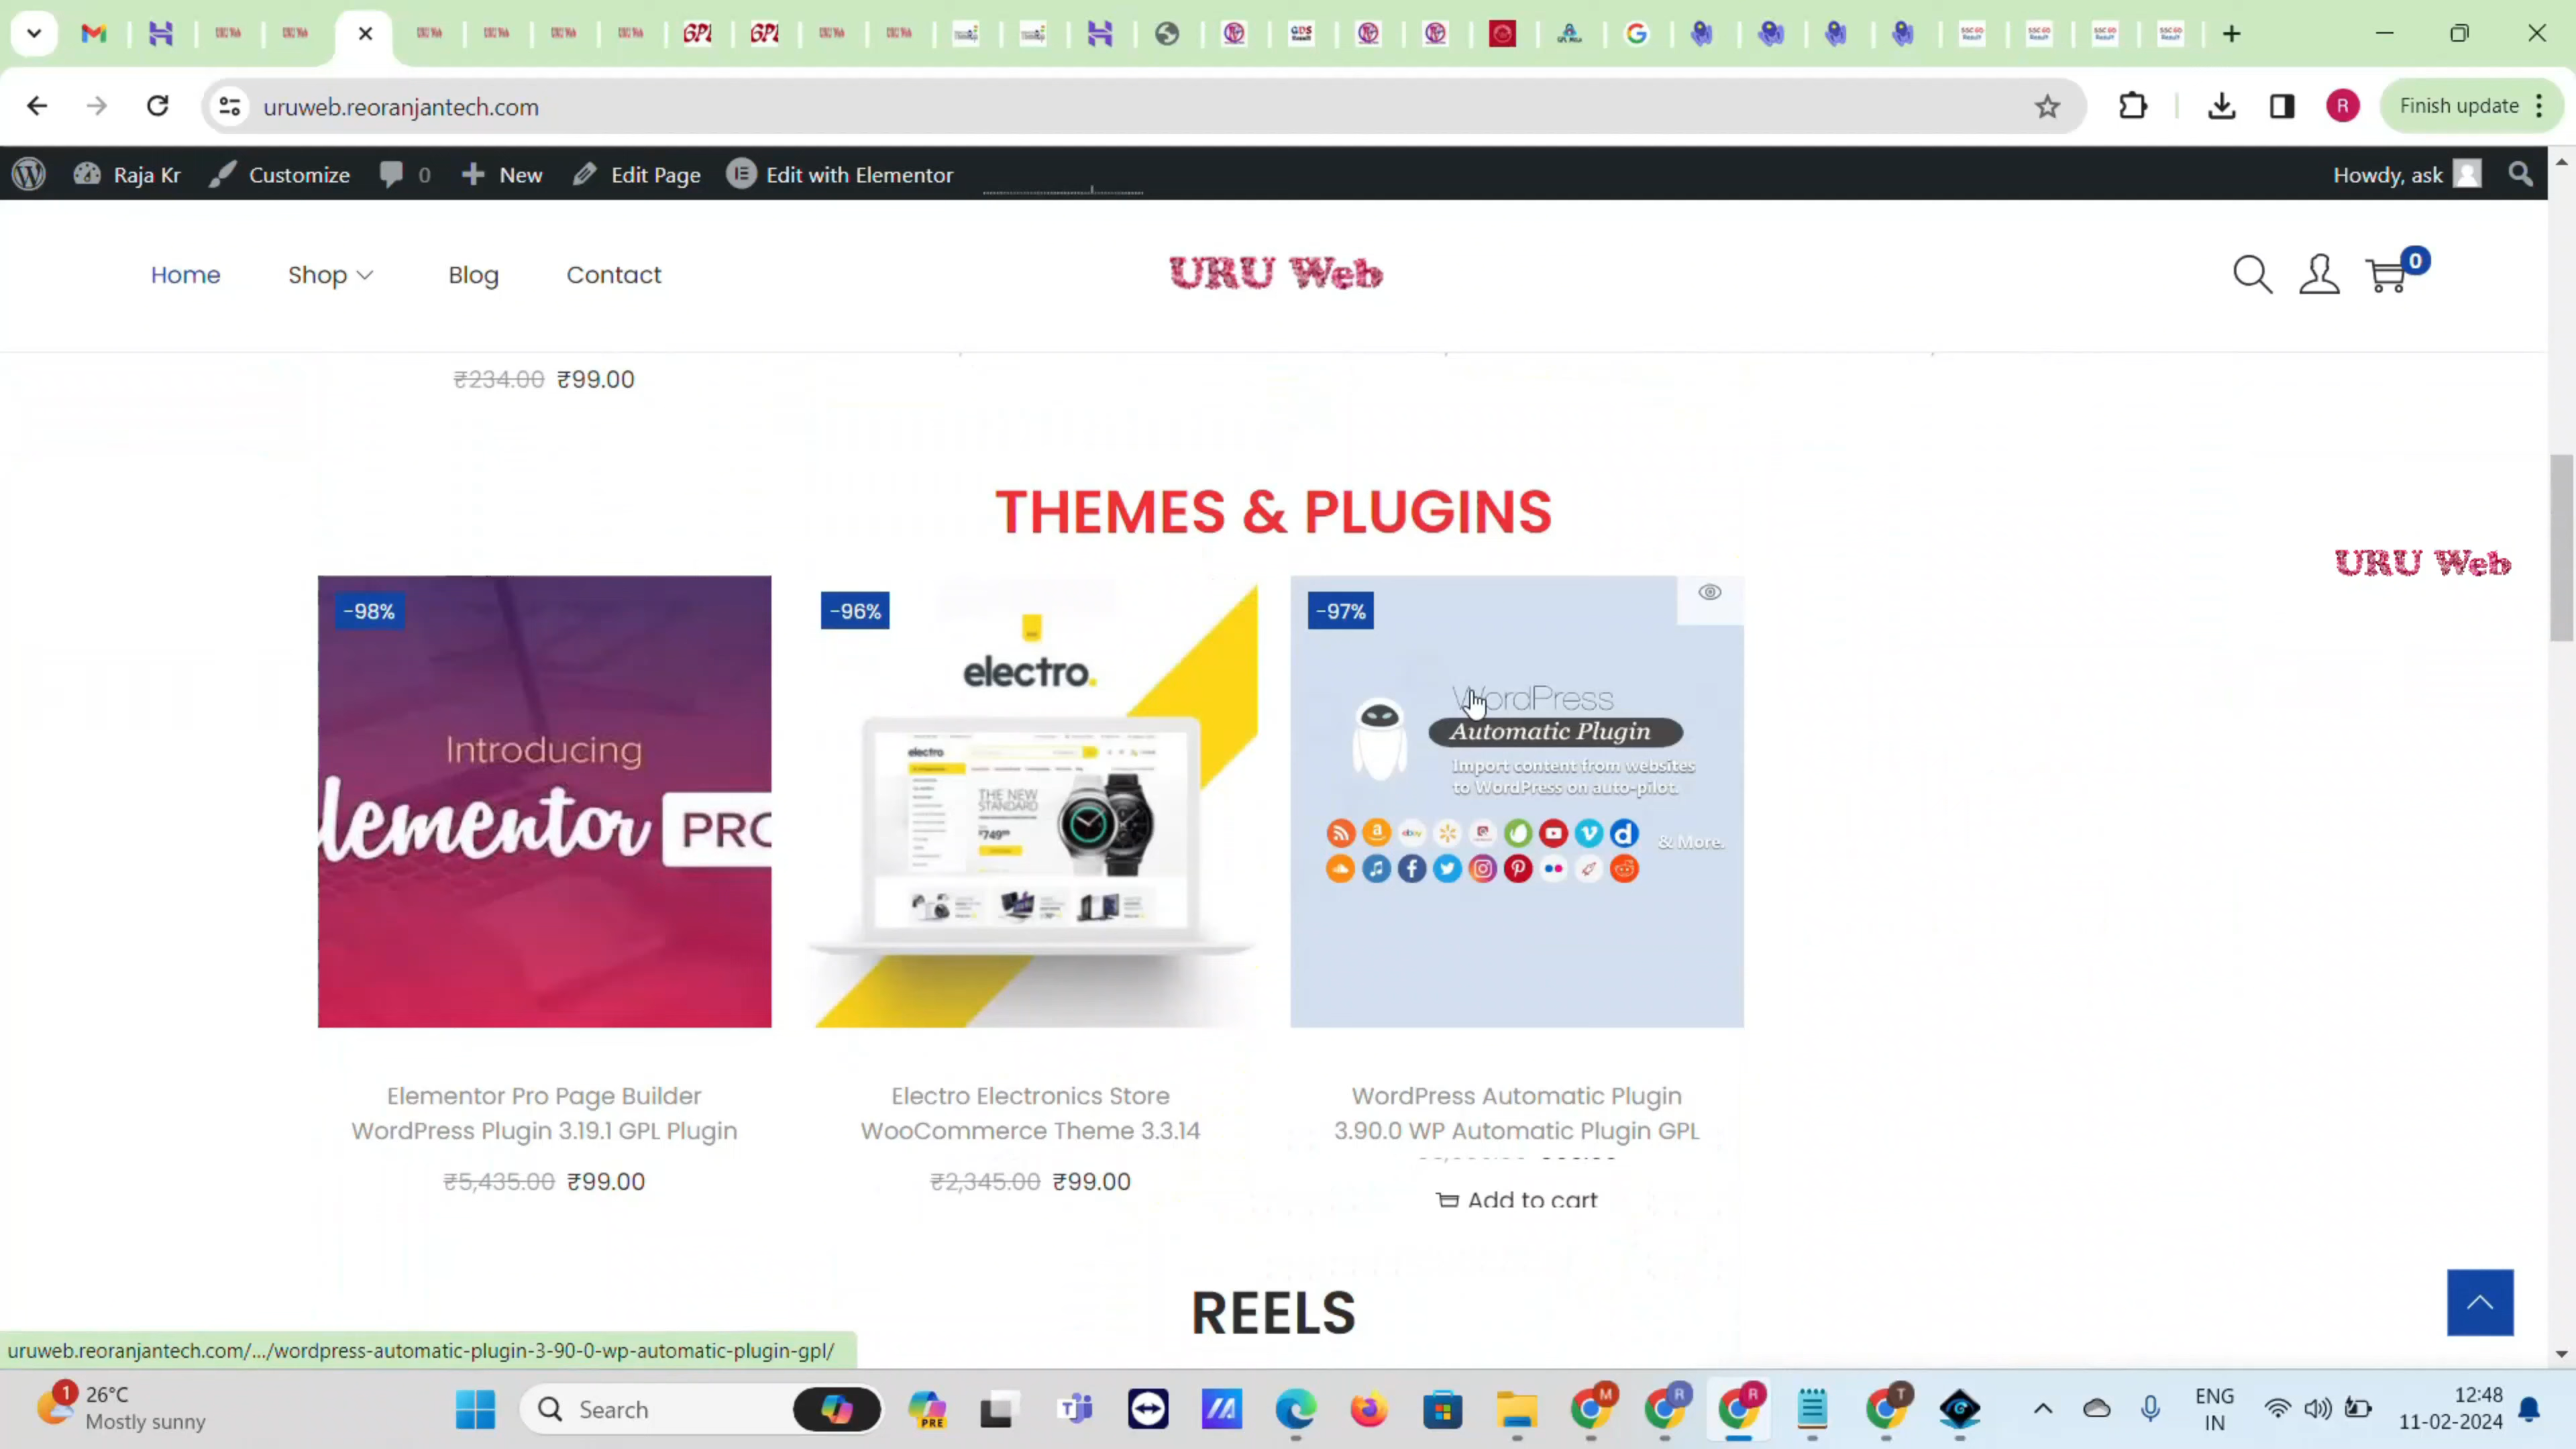 uruweb.reoranjantech.com
Finish update
Raja Kr
Customize
0
New
Edit Page
Edit with Elementor
Howdy, ask
Home
Shop
Blog
Contact
URU Web
0
₹234.00 ₹99.00
THEMES & PLUGINS
URU Web
-98%
Introducing
lementor PRO
-96%
electro.
electro
THE NEW
STANDARD
-97%
WordPress
Automatic Plugin
Import content from websites
to WordPress on auto-pilot.
& More.
Elementor Pro Page Builder
WordPress Plugin 3.19.1 GPL Plugin
₹5,435.00 ₹99.00
Electro Electronics Store
WooCommerce Theme 3.3.14
₹2,345.00 ₹99.00
WordPress Automatic Plugin
3.90.0 WP Automatic Plugin GPL
Add to cart
REELS
uruweb.reoranjantech.com/.../wordpress-automatic-plugin-3-90-0-wp-automatic-plugin-gpl/
1
26°C
Mostly sunny
Search
PRE
M
R
R
T
ENG
IN
12:48
11-02-2024